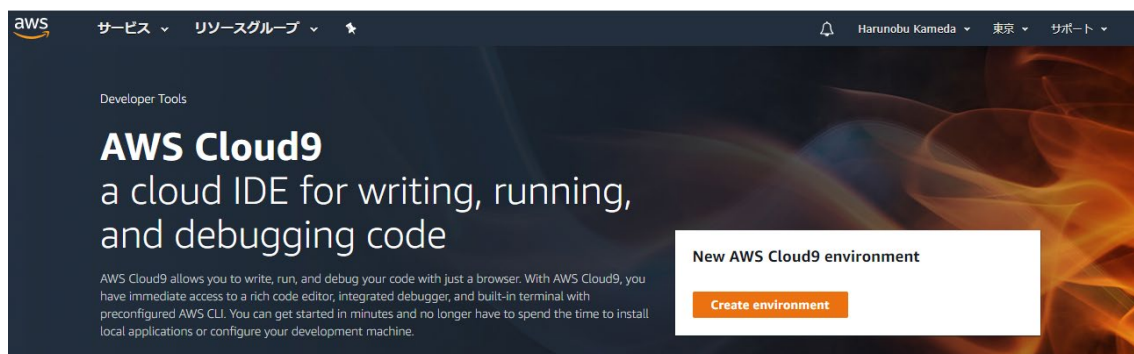 aws サービス リソースグループ Harunobu Kameda 東京 サポート
Developer Tools
AWS Cloud9
a cloud IDE for writing, running,
and debugging code
AWS Cloud9 allows you to write, run, and debug your code with just a browser. With AWS Cloud9, you
have immediate access to a rich code editor, integrated debugger, and built-in terminal with
preconfigured AWS CLI. You can get started in minutes and no longer have to spend the time to install
local applications or configure your development machine.
New AWS Cloud9 environment
Create environment